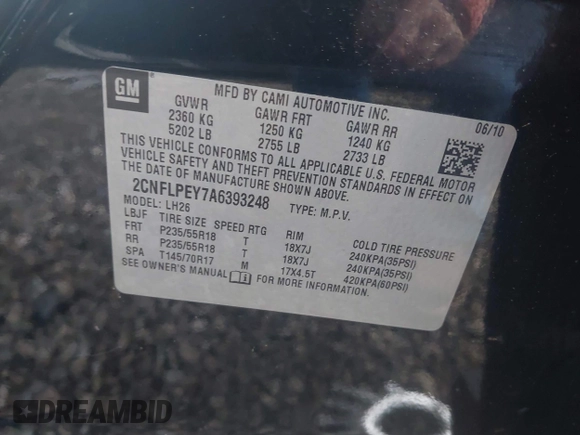 GM
MFD BY CAMI AUTOMOTIVE INC.
GVWR GAWR FRT GAWR RR 06/10
2360 KG 1250 KG 1240 KG
5202 LB 2755 LB 2733 LB
THIS VEHICLE CONFORMS TO ALL APPLICABLE U.S. FEDERAL MOTOR
VEHICLE SAFETY AND THEFT PREVENTION STANDARDS IN EFFECT ON
THE DATE OF MANUFACTURE SHOWN ABOVE.
2CNFLPEY7A6393248 TYPE: M.P.V.
MODEL: LH26
LBJF TIRE SIZE SPEED RTG RIM COLD TIRE PRESSURE
FRT P235/55R18 T 18X7J 240KPA(35PSI)
RR P235/55R18 T 18X7J 240KPA(35PSI)
SPA T145/70R17 M 17X4.5T 420KPA(60PSI)
SEE OWNER'S MANUAL FOR MORE INFORMATION.
DREAMBID